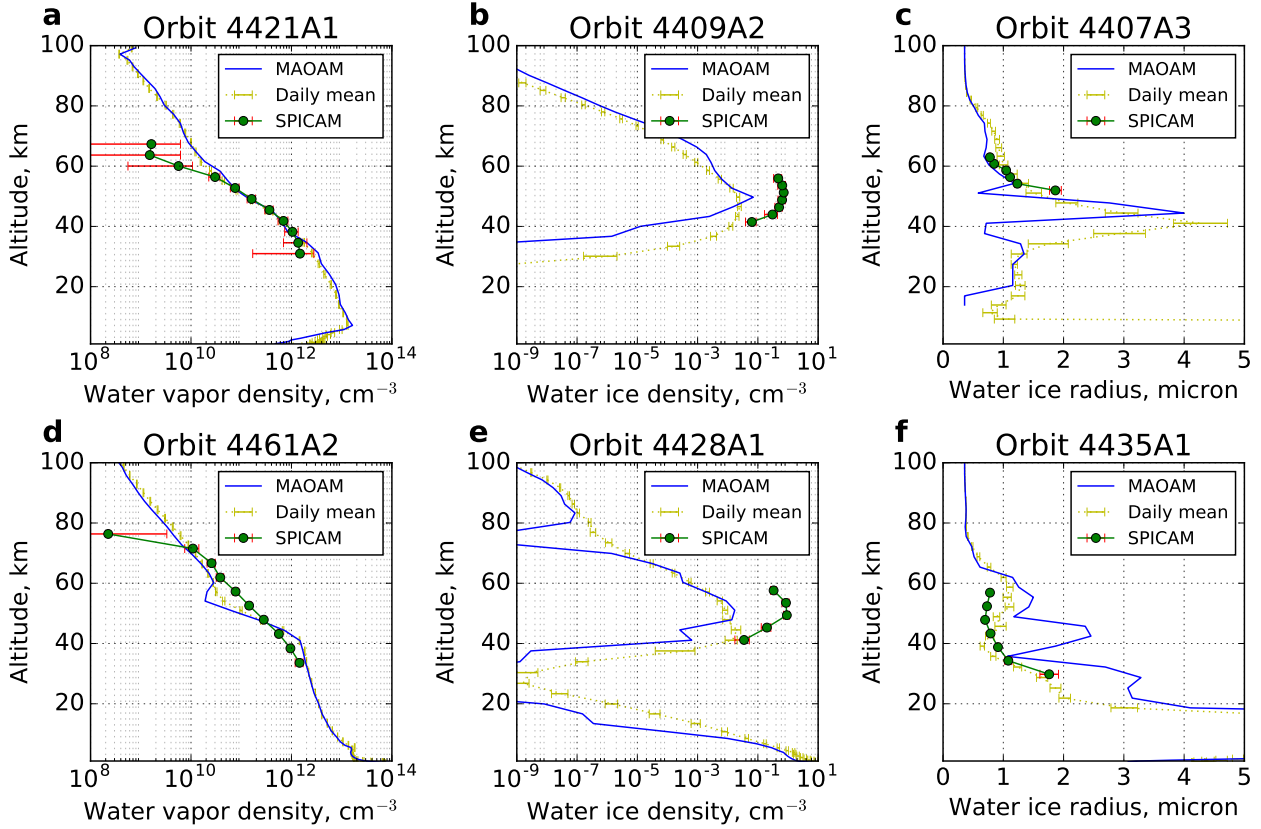 a
Orbit 4421A1
100
80
60
40
20
Altitude, km
10^8
10^10
10^12
10^14
Water vapor density, cm^−3
MAOAM
Daily mean
SPICAM
b
Orbit 4409A2
100
80
60
40
20
Altitude, km
10^-9
10^-7
10^-5
10^-3
10^-1
10^1
Water ice density, cm^−3
MAOAM
Daily mean
SPICAM
c
Orbit 4407A3
100
80
60
40
20
Altitude, km
0
1
2
3
4
5
Water ice radius, micron
MAOAM
Daily mean
SPICAM
d
Orbit 4461A2
100
80
60
40
20
Altitude, km
10^8
10^10
10^12
10^14
Water vapor density, cm^−3
MAOAM
Daily mean
SPICAM
e
Orbit 4428A1
100
80
60
40
20
Altitude, km
10^-9
10^-7
10^-5
10^-3
10^-1
10^1
Water ice density, cm^−3
MAOAM
Daily mean
SPICAM
f
Orbit 4435A1
100
80
60
40
20
Altitude, km
0
1
2
3
4
5
Water ice radius, micron
MAOAM
Daily mean
SPICAM